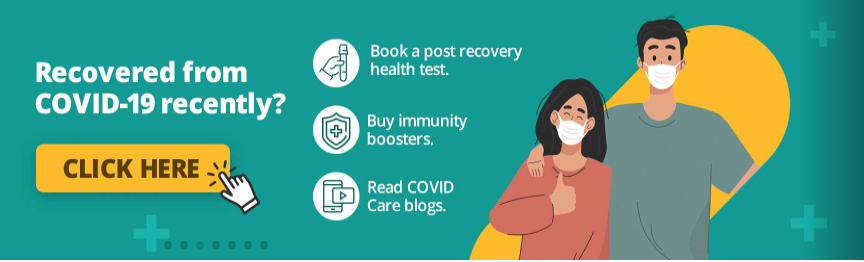 Recovered from
COVID-19 recently?
CLICK HERE
Book a post recovery
health test.
Buy immunity
boosters.
Read COVID
Care blogs.